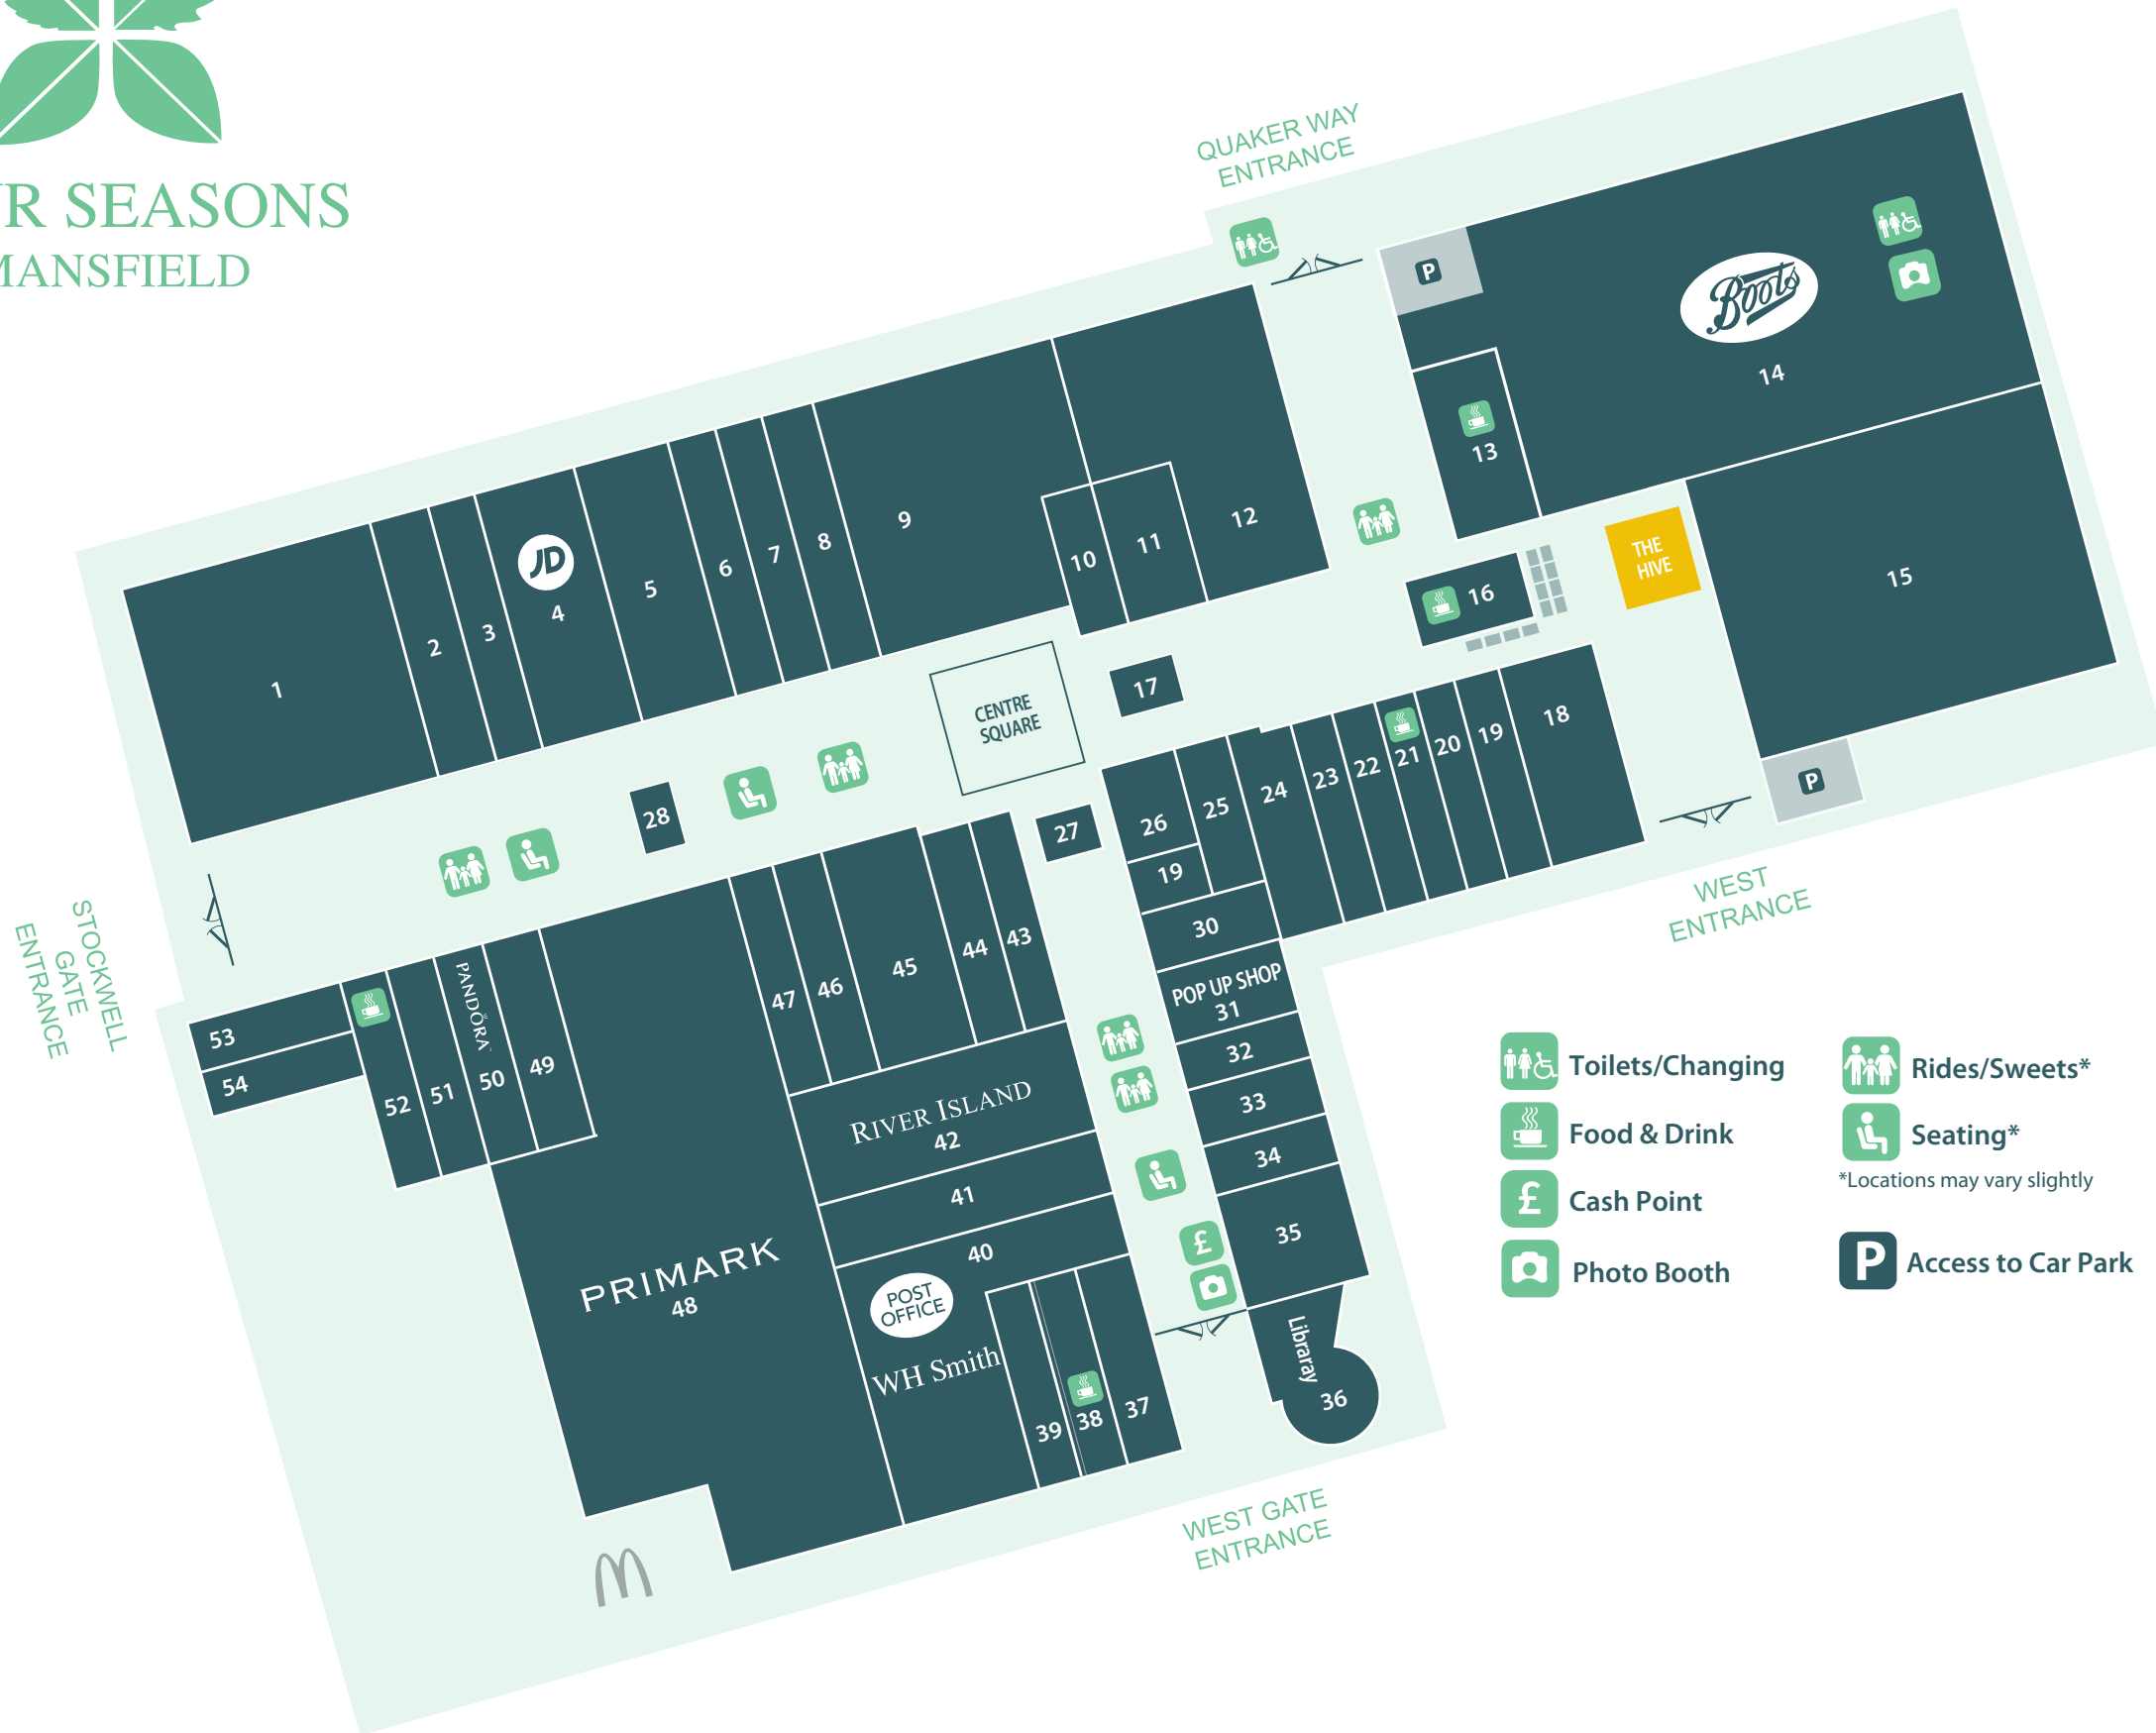 R SEASONS
MANSFIELD
QUAKER WAY
ENTRANCE
P
Boots
14
13
THE
HIVE
15
16
12
11
10
9
8
7
6
5
JD
4
3
2
1
CENTRE
SQUARE
17
18
19
20
21
22
23
24
25
26
27
28
19
30
POP UP SHOP
31
32
33
34
35
Libraray
36
P
WEST
ENTRANCE
STOCKWELL
GATE
ENTRANCE
53
54
52
51
PANDORA
50
49
PRIMARK
48
47
46
45
44
43
RIVER ISLAND
42
41
40
POST
OFFICE
WH Smith
39
38
37
£
WEST GATE
ENTRANCE
M
Toilets/Changing
Food & Drink
£ Cash Point
Photo Booth
Rides/Sweets*
Seating*
*Locations may vary slightly
P Access to Car Park